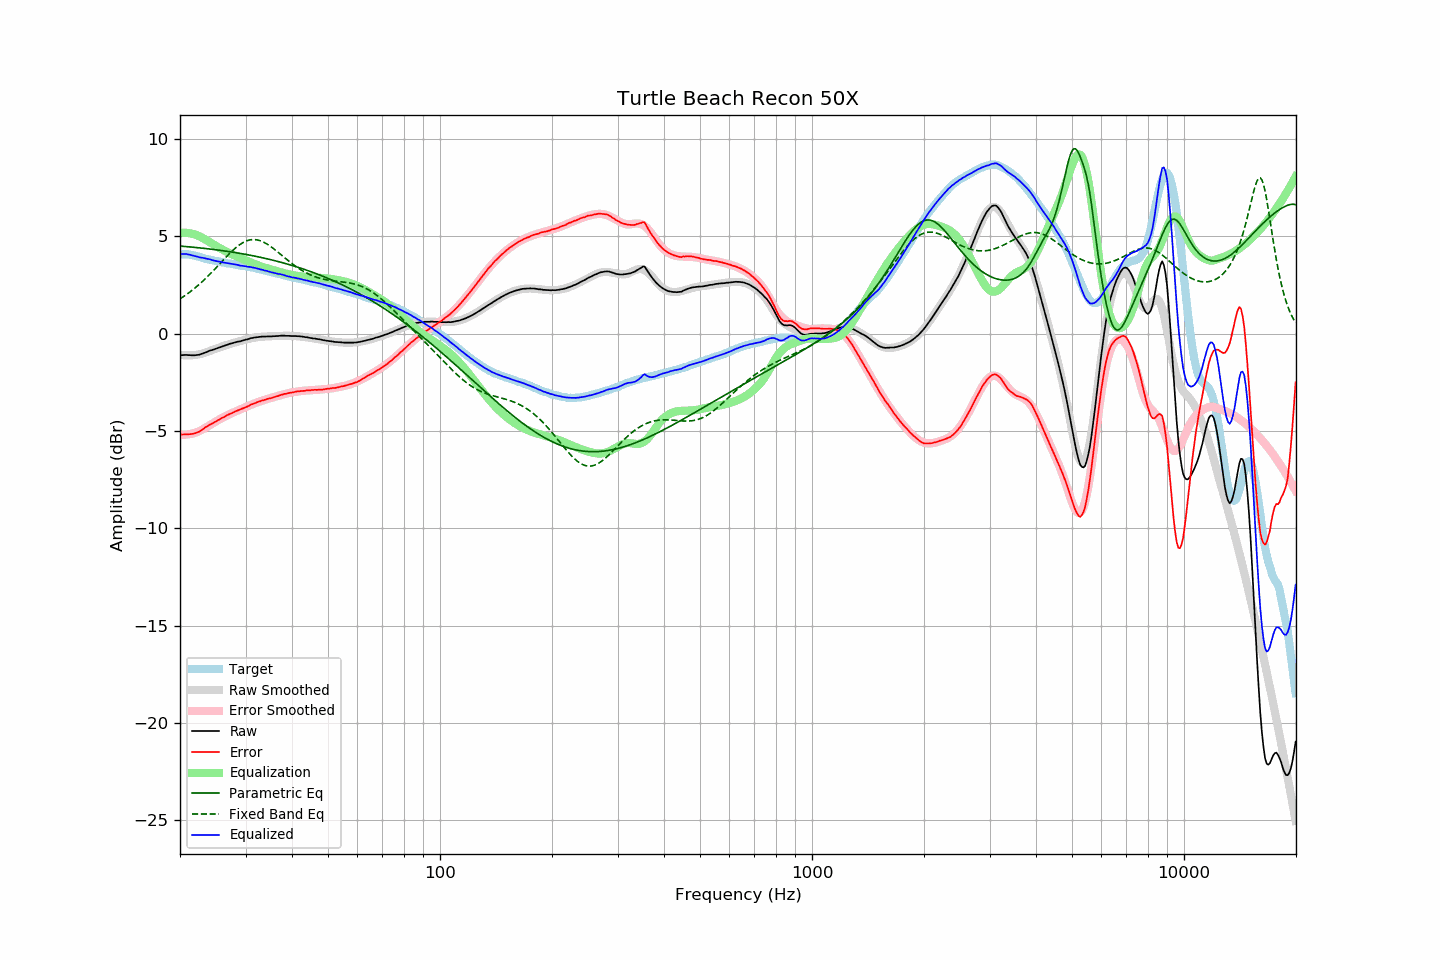 Turtle Beach Recon 50X
10
5
0
−5
−10
−15
−20
−25
Amplitude (dBr)
Target
Raw Smoothed
Error Smoothed
Raw
Error
Equalization
Parametric Eq
Fixed Band Eq
Equalized
100
1000
10000
Frequency (Hz)